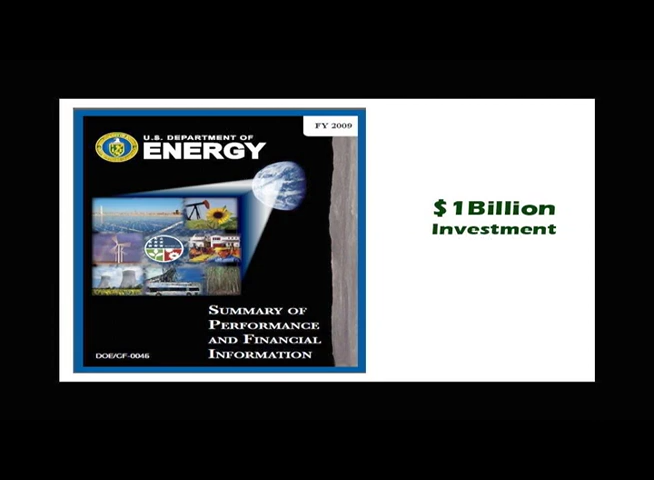 FY 2009
U.S. DEPARTMENT OF
ENERGY
SUMMARY OF
PERFORMANCE
AND FINANCIAL
INFORMATION
DOE/CF-0046
$1Billion
Investment